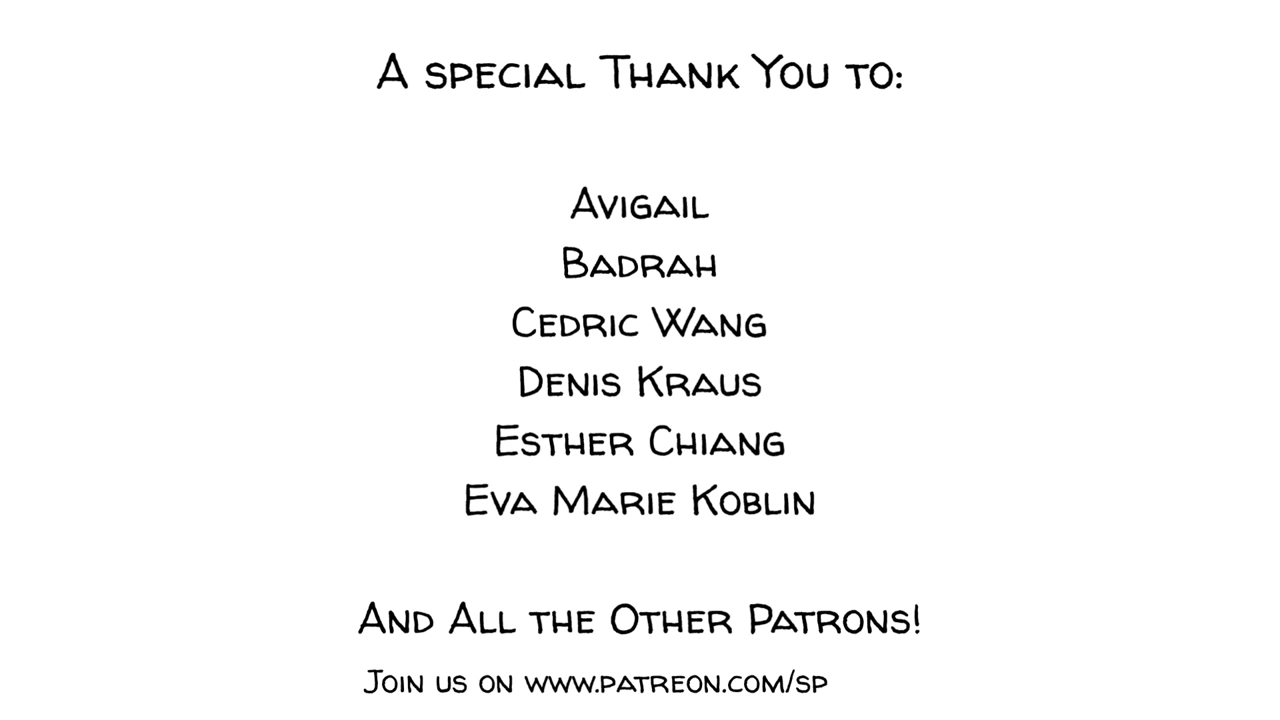 A special Thank You to:
Avigail
Badrah
Cedric Wang
Denis Kraus
Esther Chiang
Eva Marie Koblin
And All the Other Patrons!
Join us on www.patreon.com/sp